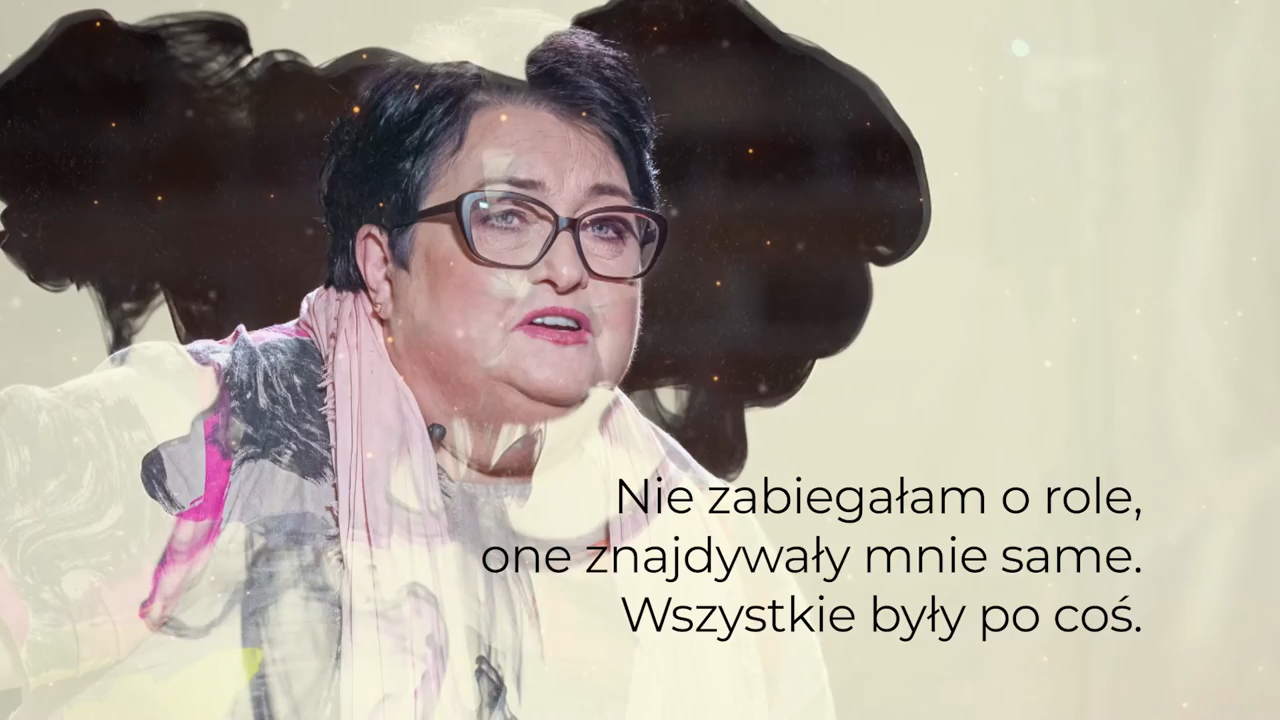 Nie zabiegałam o role,
one znajdywały mnie same.
Wszystkie były po coś.